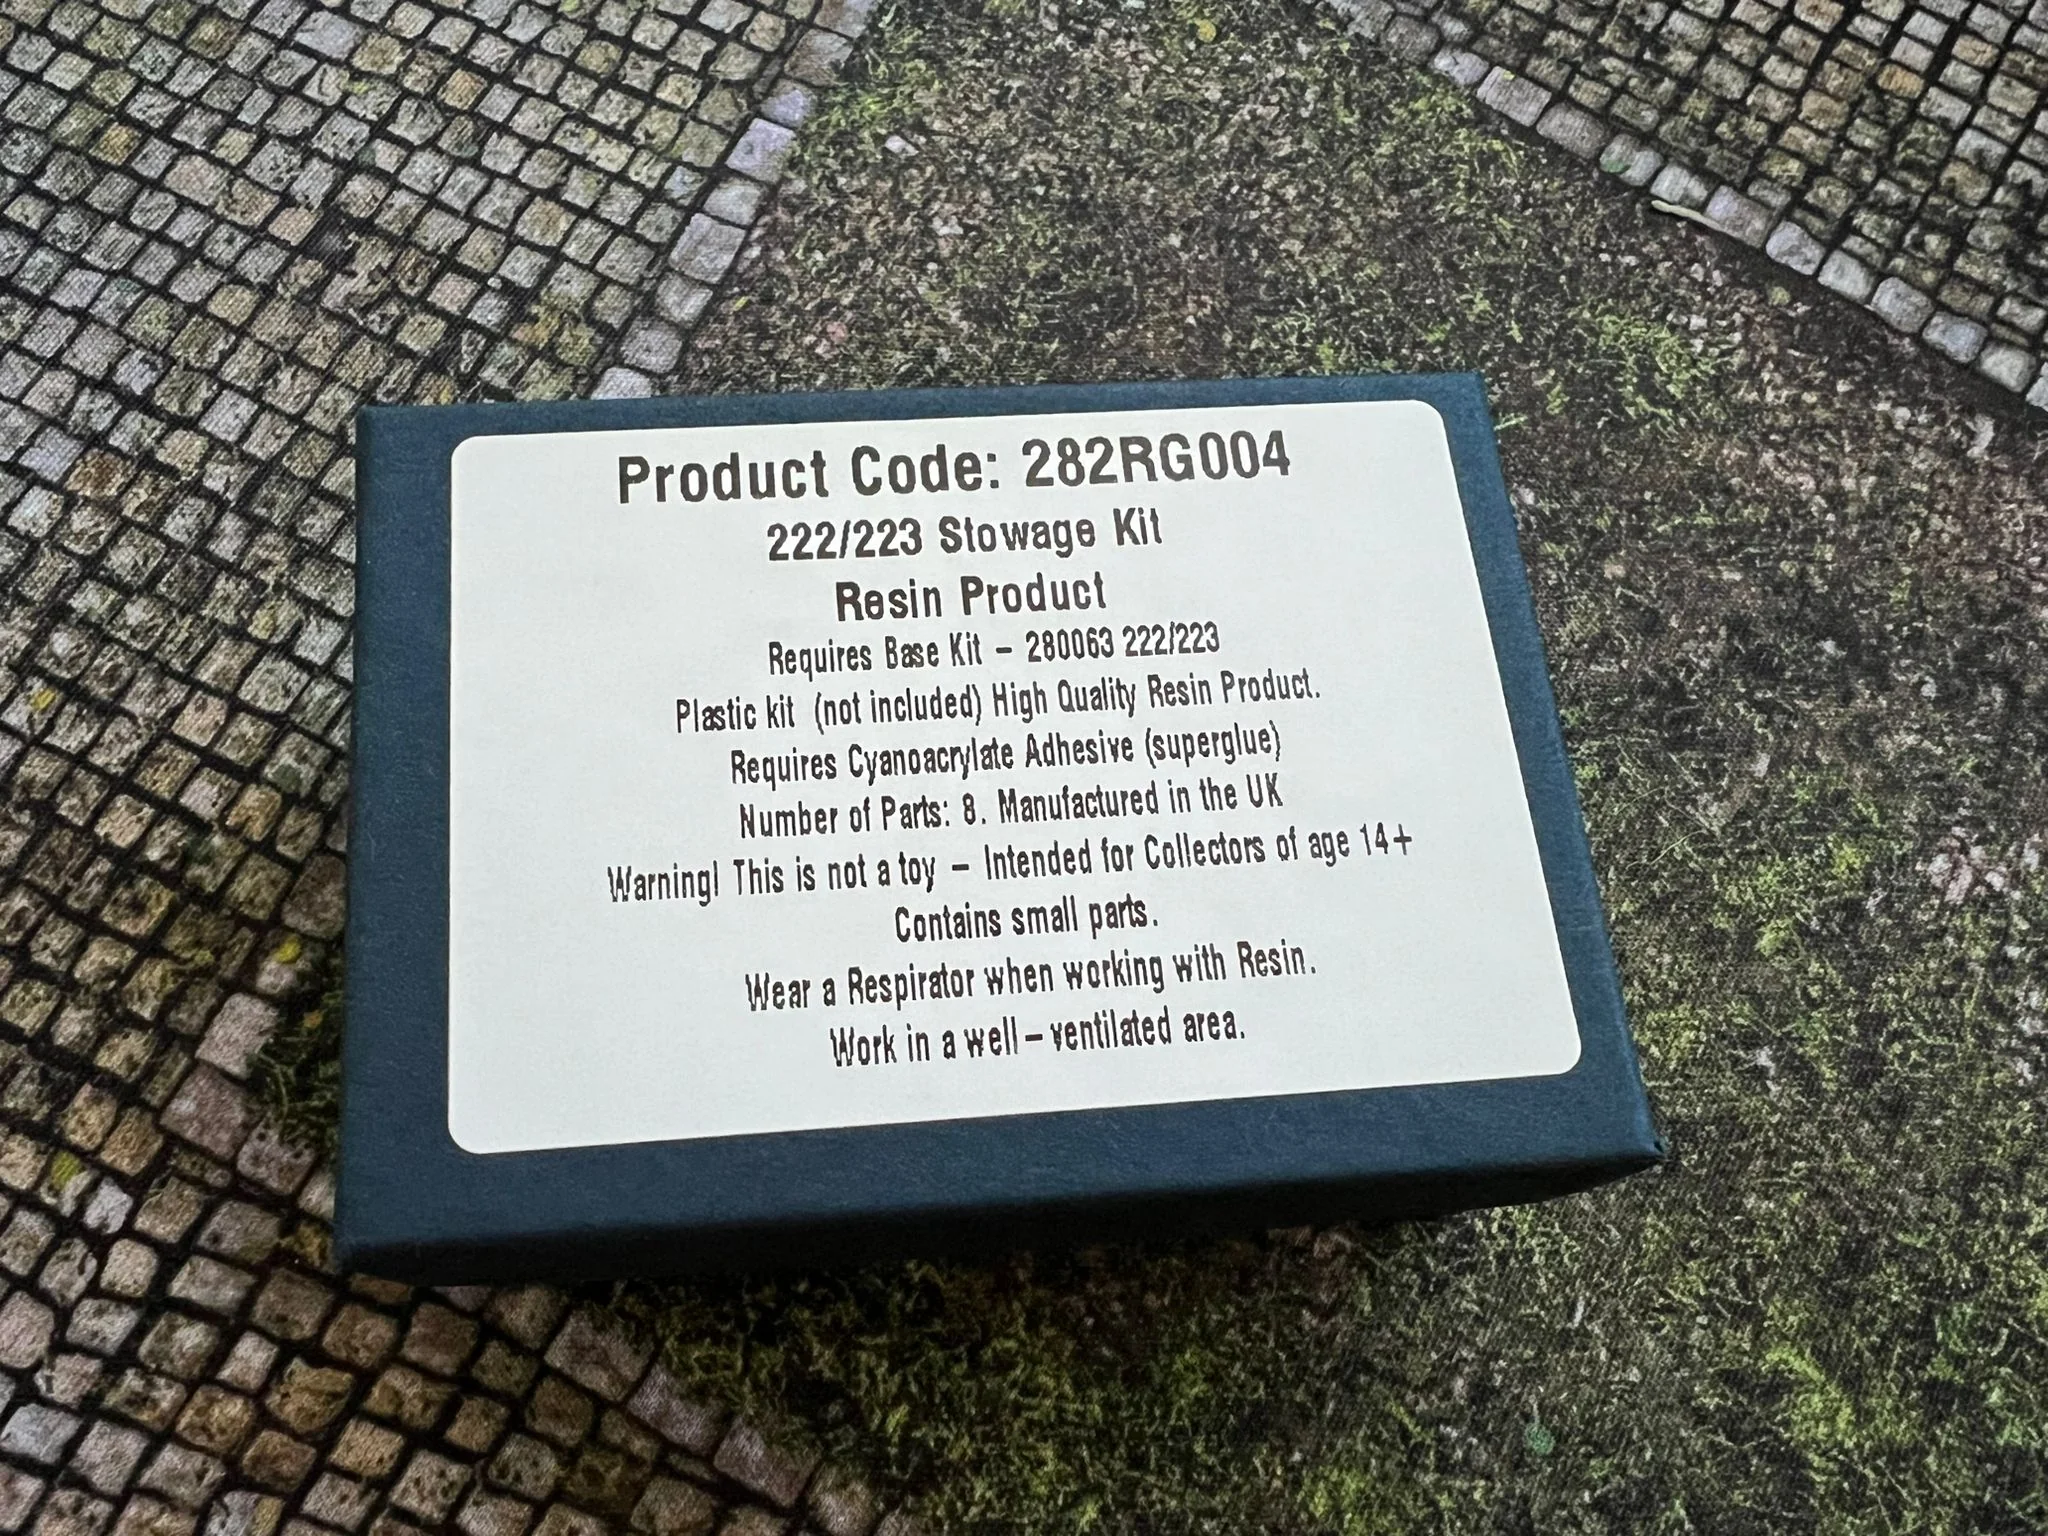 Product Code: 282RG004
222/223 Stowage Kit
Resin Product
Requires Base Kit – 280063 222/223
Plastic kit (not included) High Quality Resin Product.
Requires Cyanoacrylate Adhesive (superglue)
Number of Parts: 8. Manufactured in the UK
Warning! This is not a toy – Intended for Collectors of age 14+
Contains small parts.
Wear a Respirator when working with Resin.
Work in a well – ventilated area.